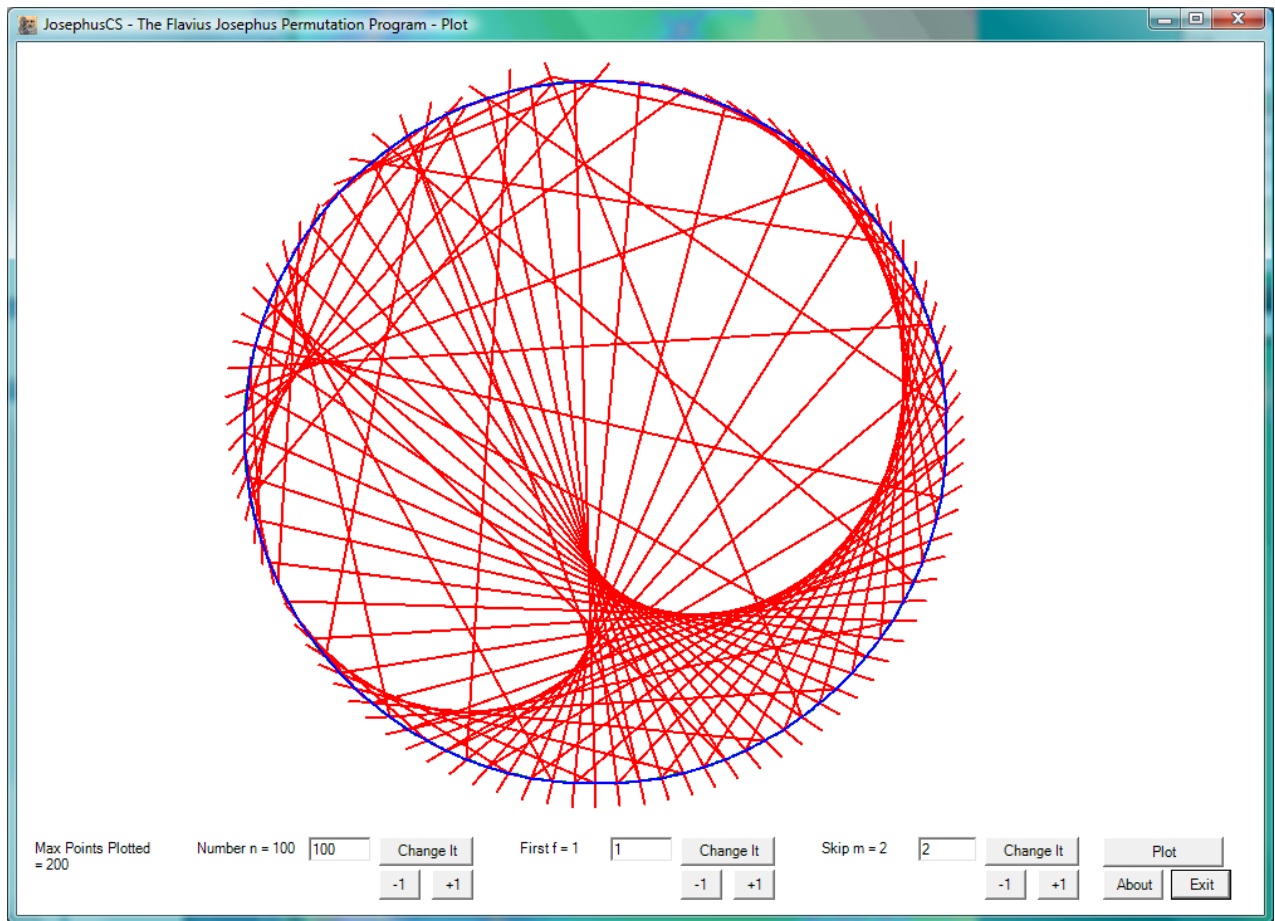 JosephusCS - The Flavius Josephus Permutation Program - Plot
Max Points Plotted
= 200
Number n = 100
100
Change It
-1
+1
First f = 1
1
Change It
-1
+1
Skip m = 2
2
Change It
-1
+1
Plot
About
Exit